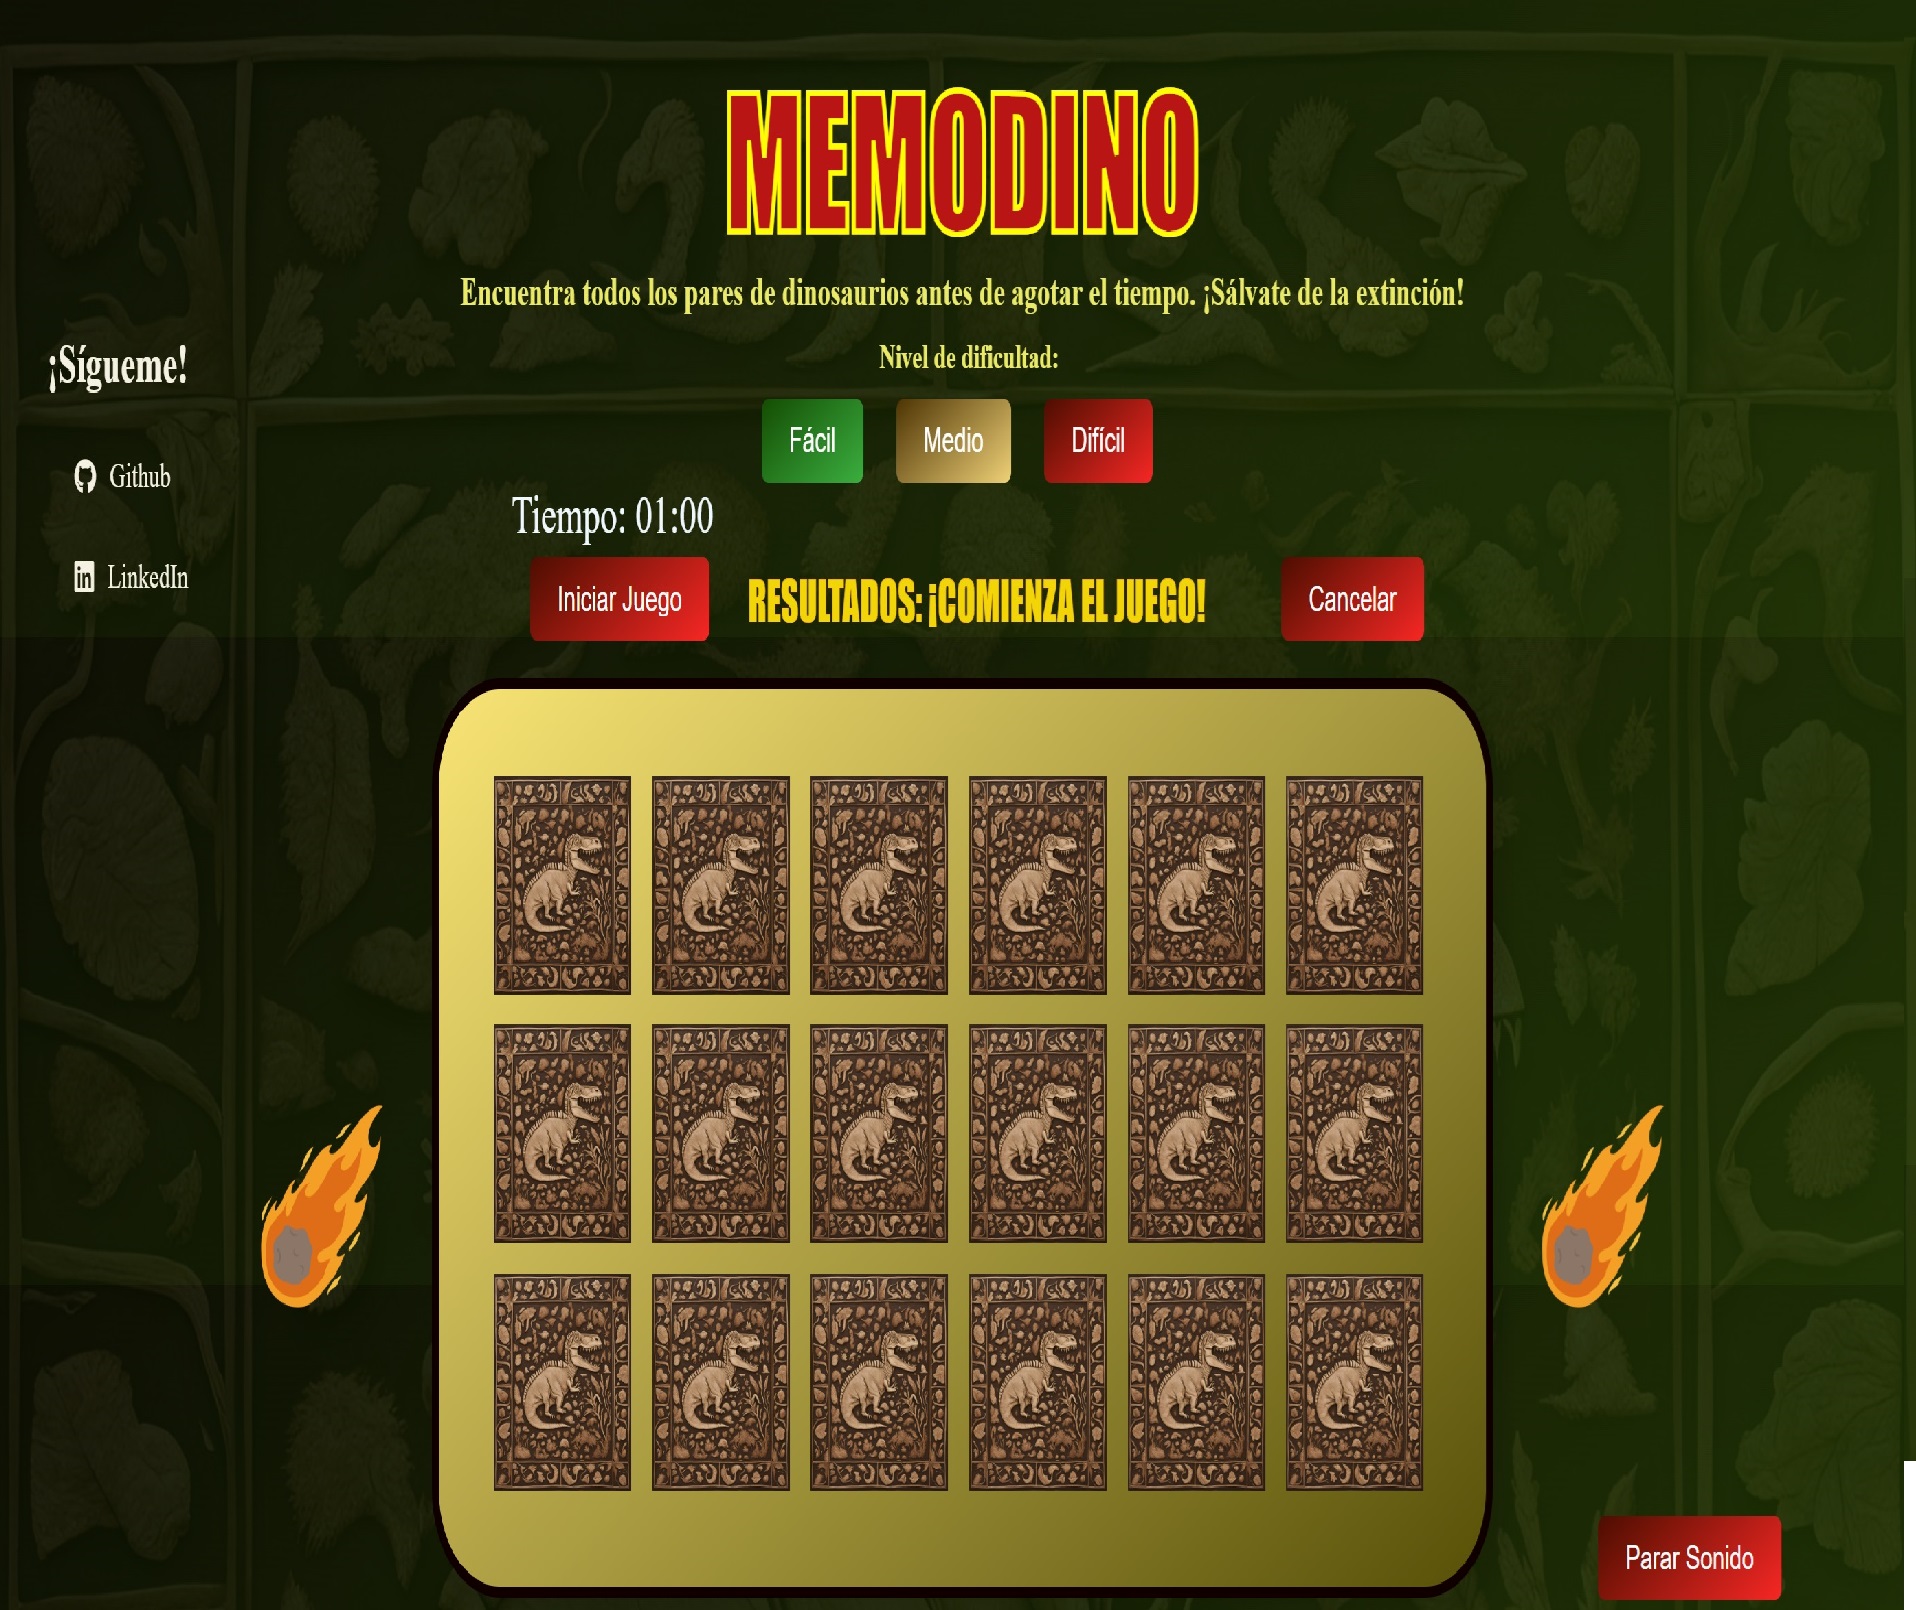 MEMODINO
Encuentra todos los pares de dinosaurios antes de agotar el tiempo. ¡Sálvate de la extinción!
¡Sígueme!
Github
LinkedIn
Nivel de dificultad:
Fácil
Medio
Difícil
Tiempo: 01:00
Iniciar Juego
RESULTADOS: ¡COMIENZA EL JUEGO!
Cancelar
Parar Sonido